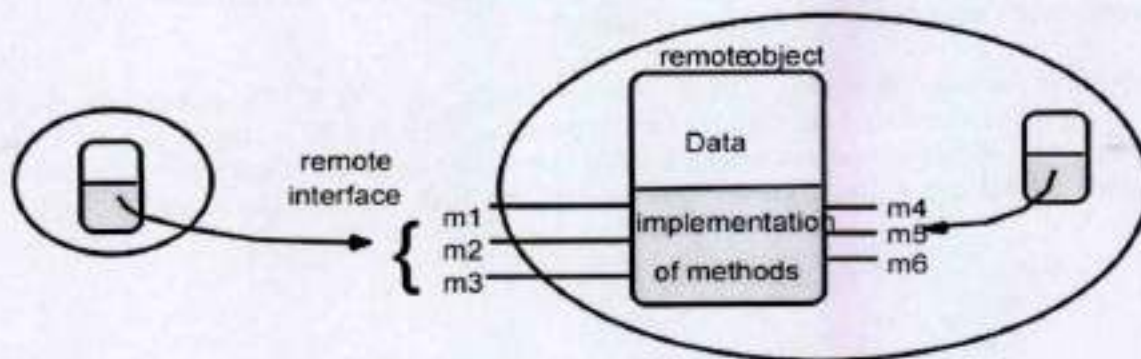 remoteobject
Data
remote
interface
m1
m2
m3
implementation
of methods
m4
m5
m6